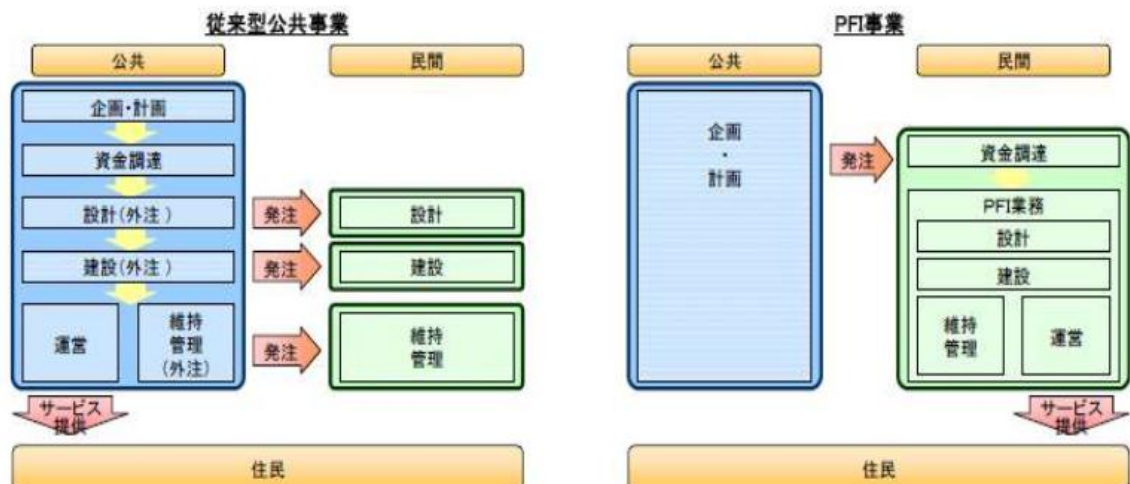 従来型公共事業
公共
民間
企画・計画
資金調達
設計(外注)
発注
設計
建設(外注)
発注
建設
運営
維持
管理
(外注)
発注
維持
管理
サービス
提供
住民
PFI事業
公共
民間
企画
・
計画
発注
資金調達
PFI業務
設計
建設
維持
管理
運営
サービス
提供
住民